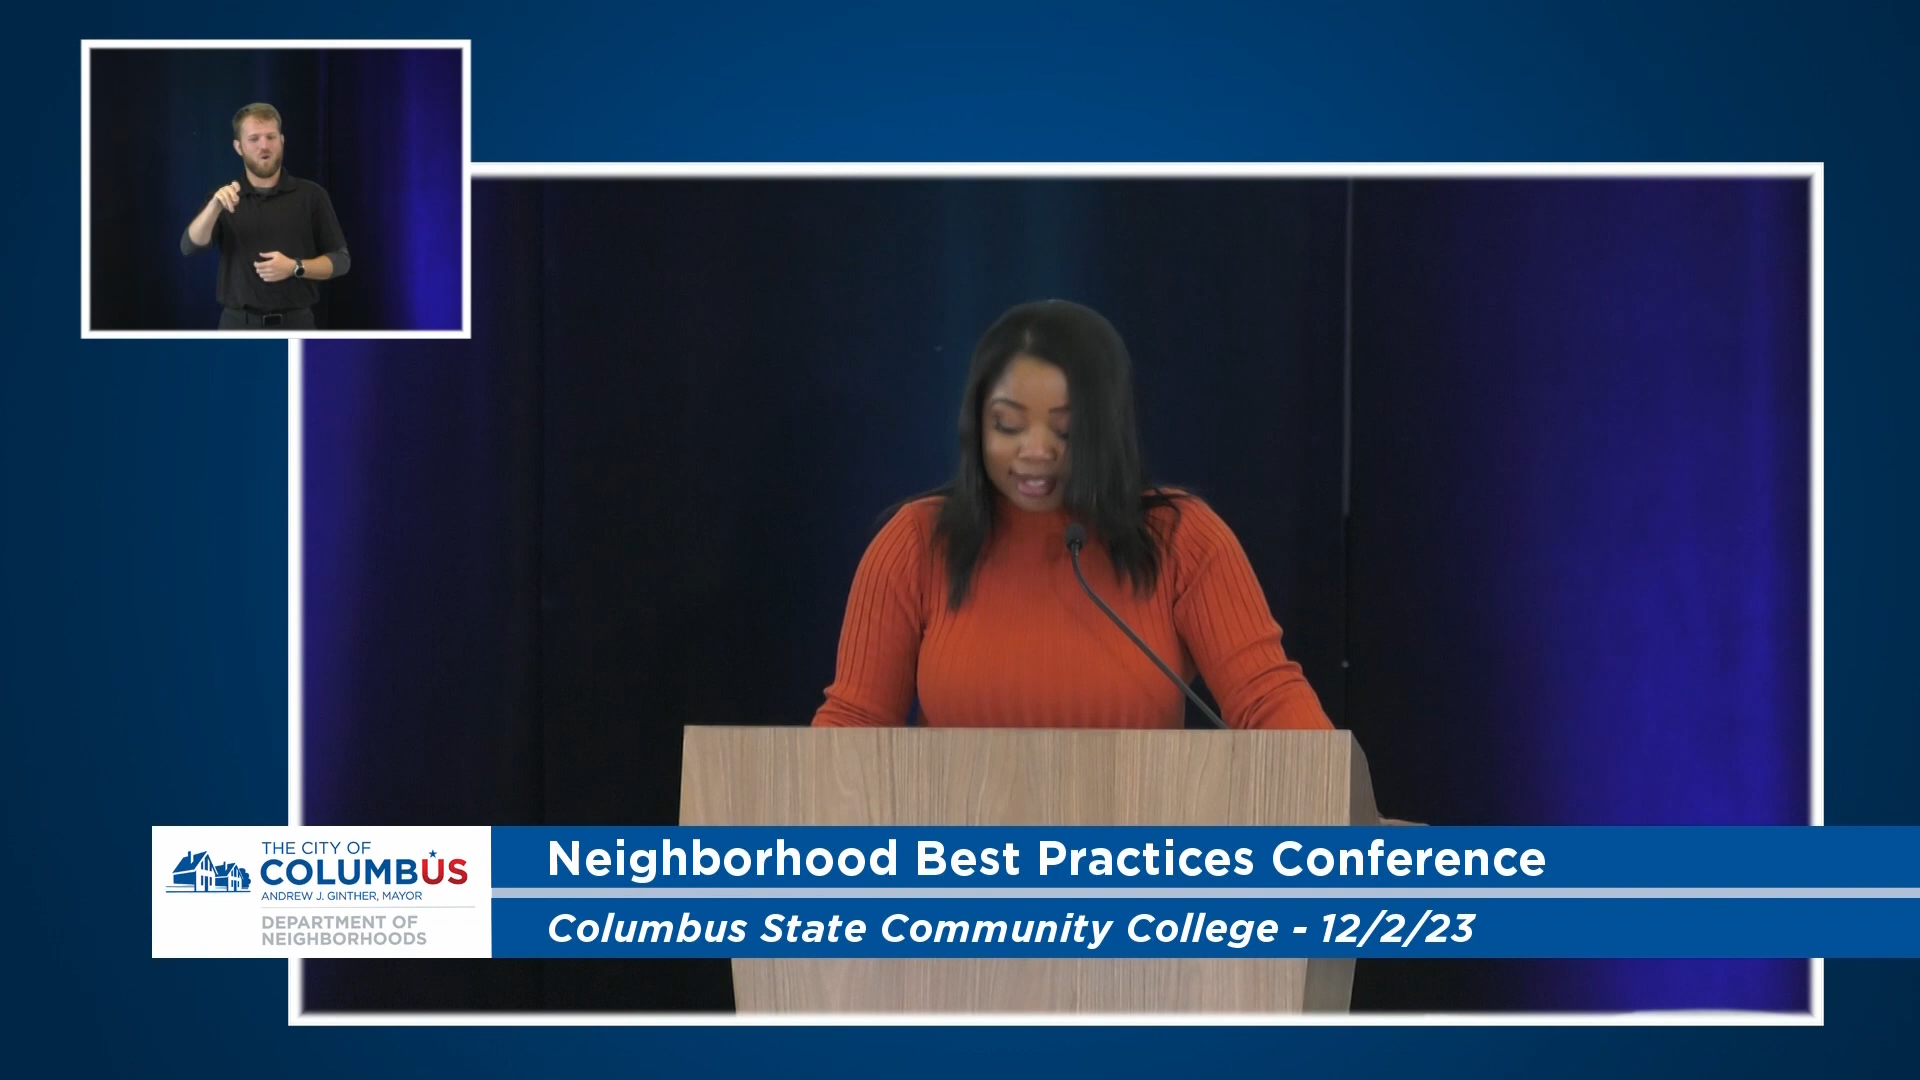 THE CITY OF
COLUMBUS
ANDREW J. GINTHER, MAYOR
DEPARTMENT OF
NEIGHBORHOODS
Neighborhood Best Practices Conference
Columbus State Community College - 12/2/23